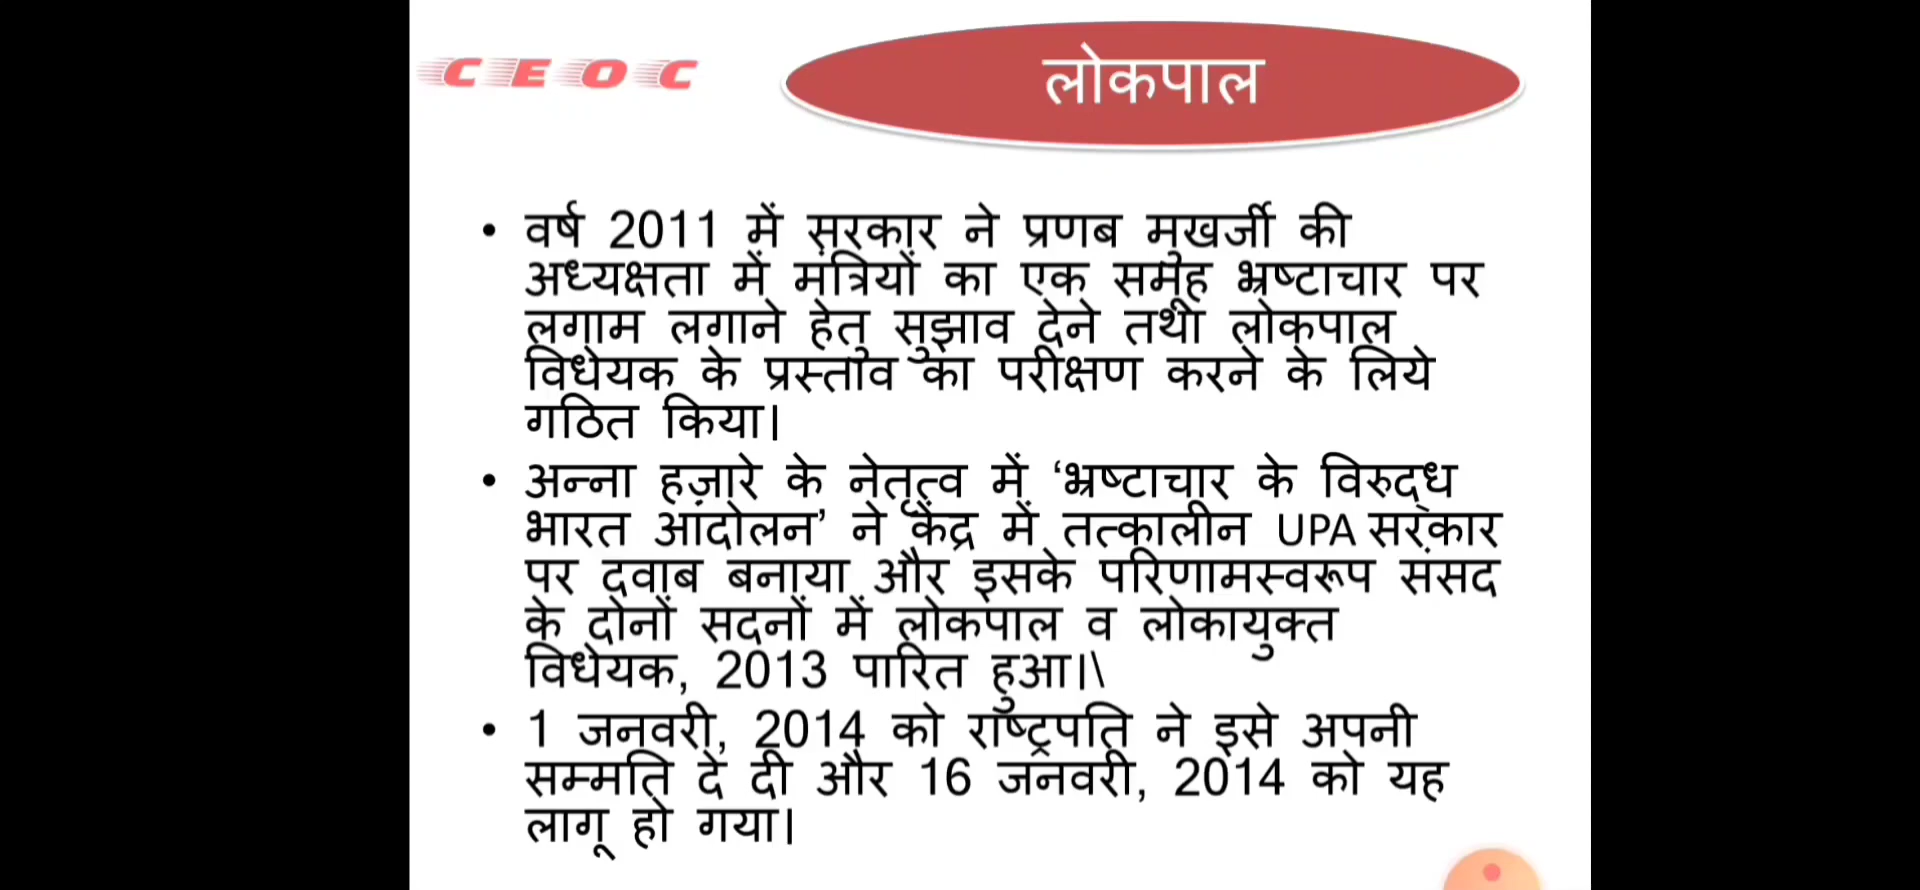 CEOC
लोकपाल
• वर्ष 2011 में सरकार ने प्रणब मुखर्जी की
अध्यक्षता में मंत्रियों का एक समूह भ्रष्टाचार पर
लगाम लगाने हेतु सुझाव देने तथा लोकपाल
विधेयक के प्रस्ताव का परीक्षण करने के लिये
गठित किया।
• अन्ना हज़ारे के नेतृत्व में ‘भ्रष्टाचार के विरुद्ध
भारत आंदोलन’ ने केंद्र में तत्कालीन UPA सरकार
पर दवाब बनाया और इसके परिणामस्वरूप संसद
के दोनों सदनों में लोकपाल व लोकायुक्त
विधेयक, 2013 पारित हुआ।\
• 1 जनवरी, 2014 को राष्ट्रपति ने इसे अपनी
सम्मति दे दी और 16 जनवरी, 2014 को यह
लागू हो गया।